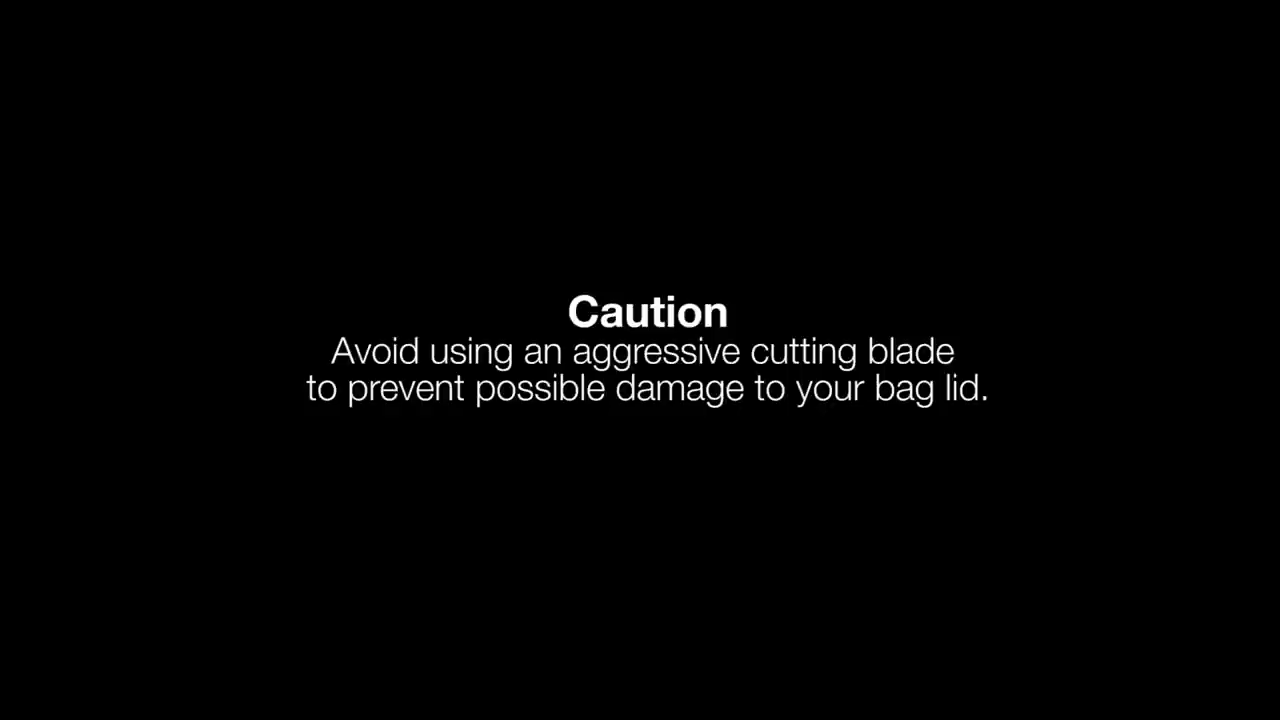 Caution
Avoid using an aggressive cutting blade
to prevent possible damage to your bag lid.